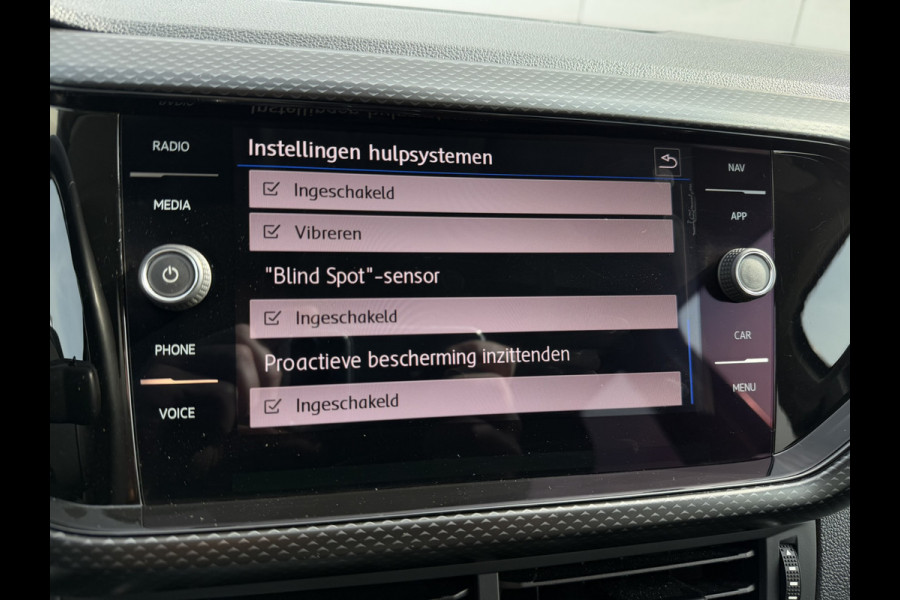 RADIO
MEDIA
PHONE
VOICE
Instellingen hulpsystemen
Ingeschakeld
Vibreren
"Blind Spot"-sensor
Ingeschakeld
Proactieve bescherming inzittenden
Ingeschakeld
NAV
APP
CAR
MENU